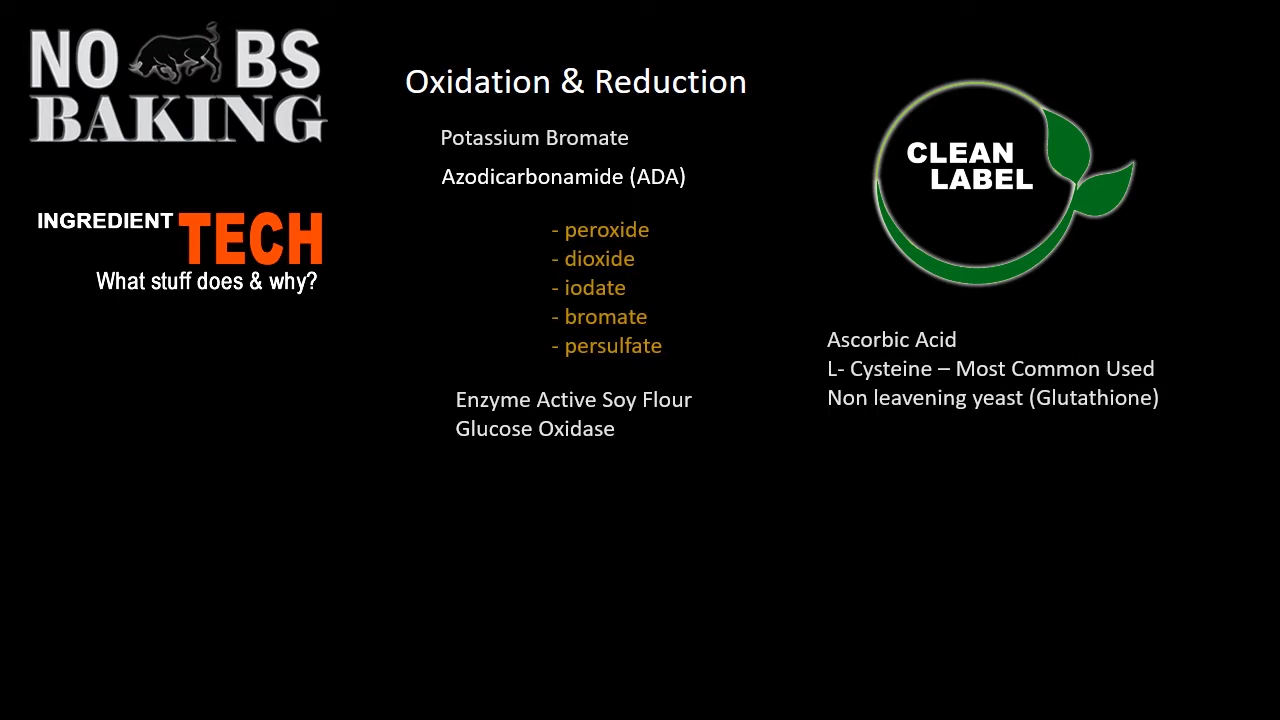 NO BS
BAKING
INGREDIENT TECH
What stuff does & why?
Oxidation & Reduction
Potassium Bromate
Azodicarbonamide (ADA)
- peroxide
- dioxide
- iodate
- bromate
- persulfate
Enzyme Active Soy Flour
Glucose Oxidase
CLEAN
LABEL
Ascorbic Acid
L- Cysteine – Most Common Used
Non leavening yeast (Glutathione)